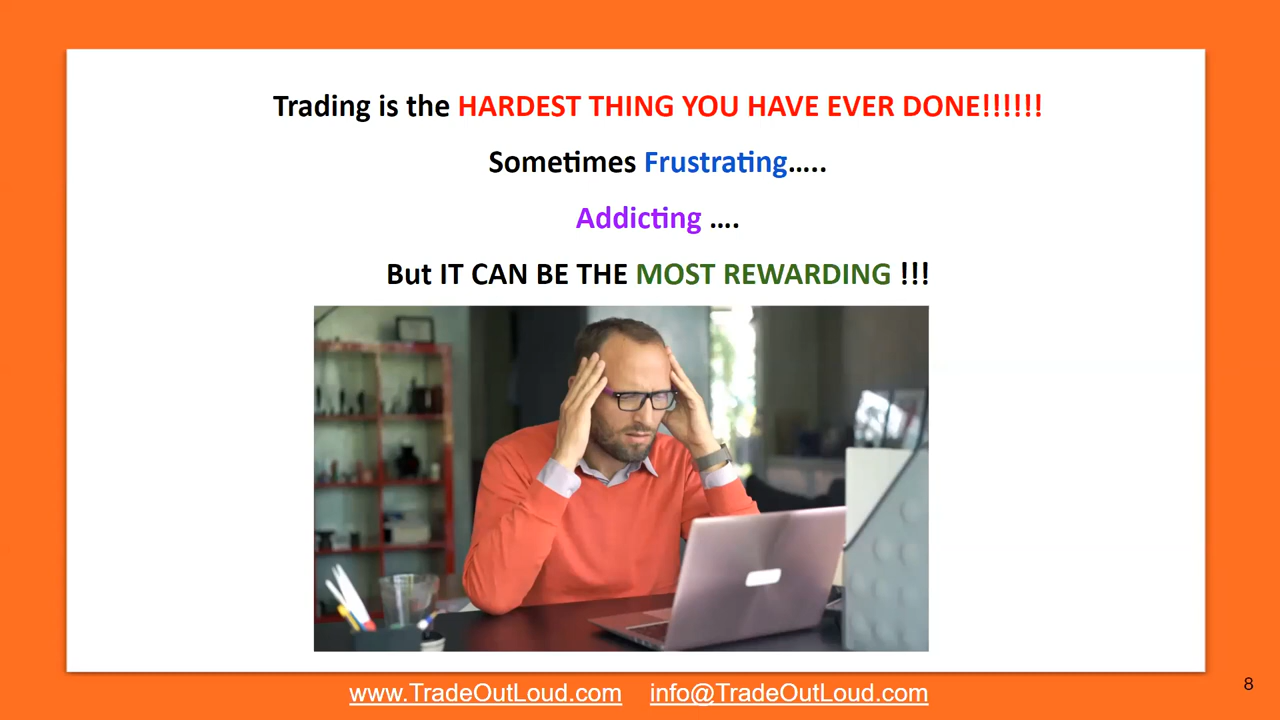 Trading is the HARDEST THING YOU HAVE EVER DONE!!!!!!
Sometimes Frustrating…..
Addicting ….
But IT CAN BE THE MOST REWARDING !!!
www.TradeOutLoud.com info@TradeOutLoud.com
8